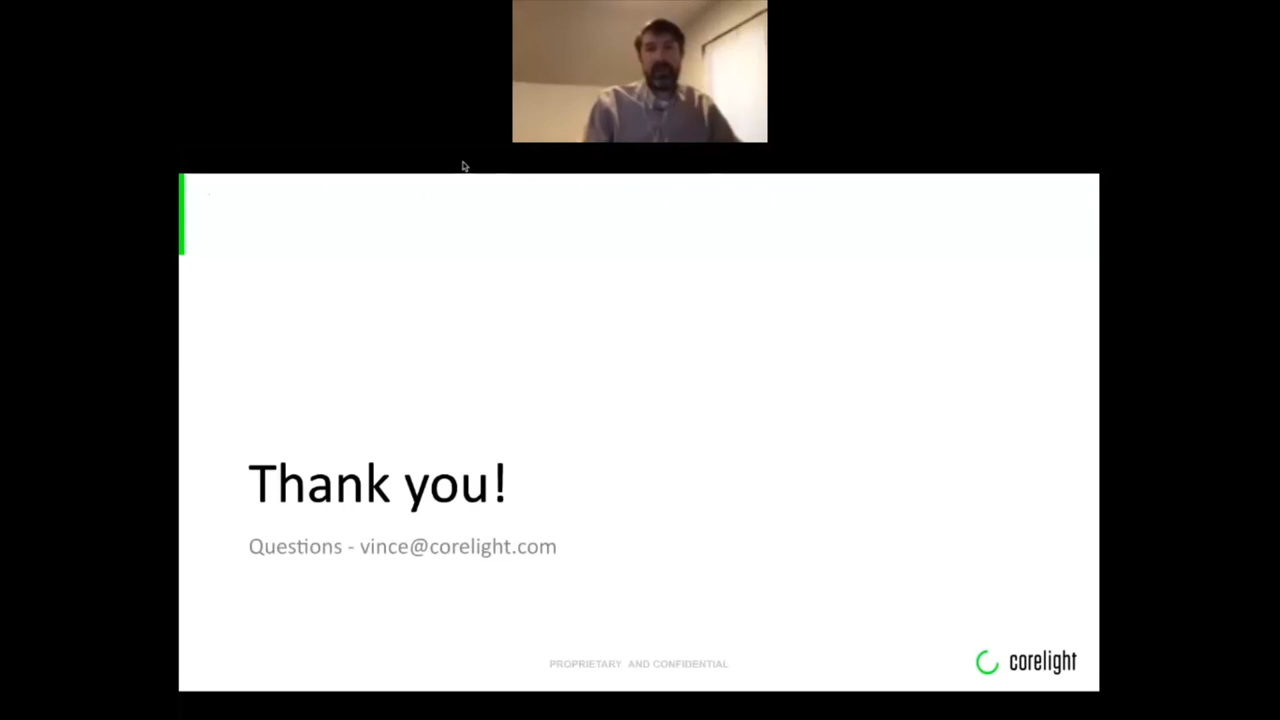 Thank you!
Questions - vince@corelight.com
PROPRIETARY AND CONFIDENTIAL
corelight